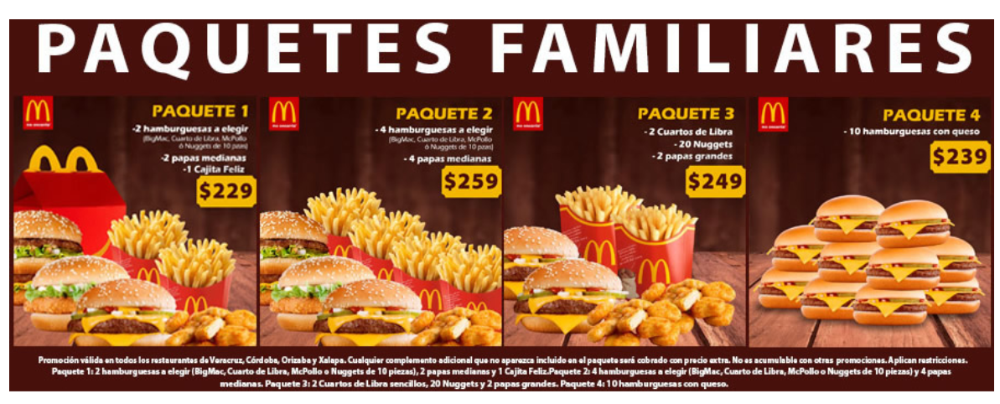 PAQUETES FAMILIARES
PAQUETE 1
-2 hamburguesas a elegir
(BigMac, Cuarto de Libra, McPollo
ó Nuggets de 10 pzas)
-2 papas medianas
-1 Cajita Feliz
$229
PAQUETE 2
- 4 hamburguesas a elegir
(BigMac, Cuarto de Libra, McPollo
ó Nuggets de 10 pzas)
- 4 papas medianas
$259
PAQUETE 3
- 2 Cuartos de Libra
- 20 Nuggets
- 2 papas grandes
$249
PAQUETE 4
- 10 hamburguesas con queso
$239
Promoción válida en todos los restaurantes de Veracruz, Córdoba, Orizaba y Xalapa. Cualquier complemento adicional que no aparezca incluido en el paquete será cobrado con precio extra. No es acumulable con otras promociones. Aplican restricciones.
Paquete 1: 2 hamburguesas a elegir (BigMac, Cuarto de Libra, McPollo o Nuggets de 10 piezas), 2 papas medianas y 1 Cajita Feliz.Paquete 2: 4 hamburguesas a elegir (BigMac, Cuarto de Libra, McPollo o Nuggets de 10 piezas) y 4 papas
medianas. Paquete 3: 2 Cuartos de Libra sencillos, 20 Nuggets y 2 papas grandes. Paquete 4: 10 hamburguesas con queso.